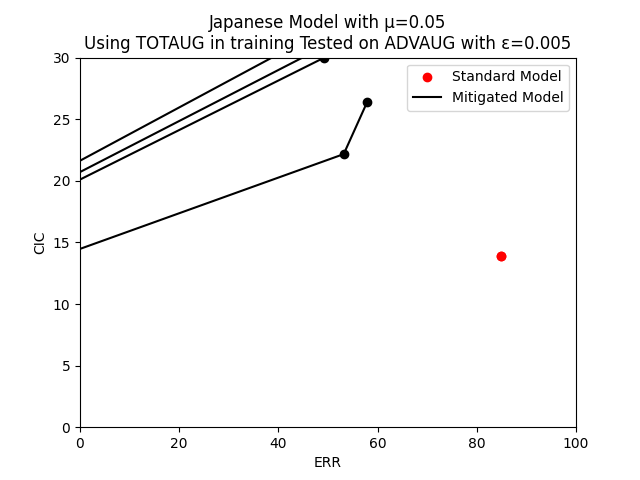 Japanese Model with μ=0.05
Using TOTAUG in training Tested on ADVAUG with ε=0.005
Standard Model
Mitigated Model
CIC
30
25
20
15
10
5
0
0 20 40 60 80 100
ERR